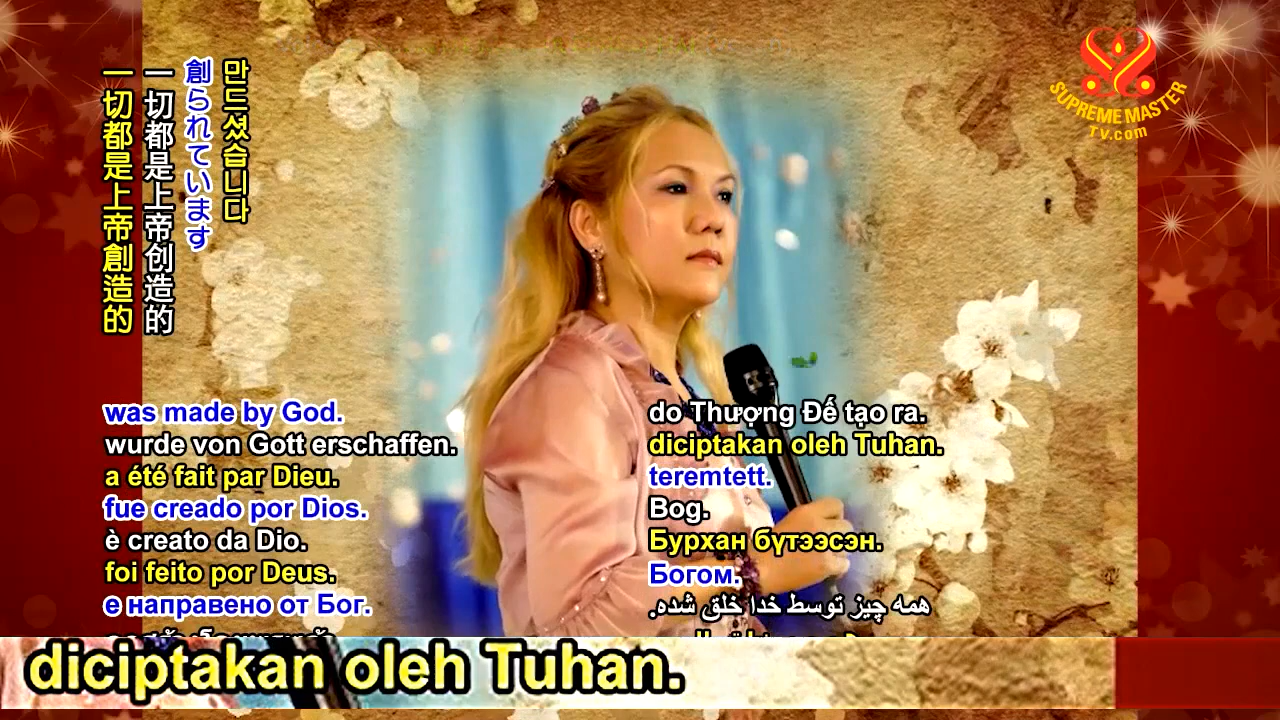 SUPREME MASTER
TV.com
만드셨습니다
創られています
一切都是上帝创造的
一切都是上帝創造的
was made by God.
wurde von Gott erschaffen.
a été fait par Dieu.
fue creado por Dios.
è creato da Dio.
foi feito por Deus.
е направено от Бог.
do Thượng Đế tạo ra.
diciptakan oleh Tuhan.
teremtett.
Bog.
Бурхан бүтээсэн.
Богом.
همه چیز توسط خدا خلق شده.
diciptakan oleh Tuhan.